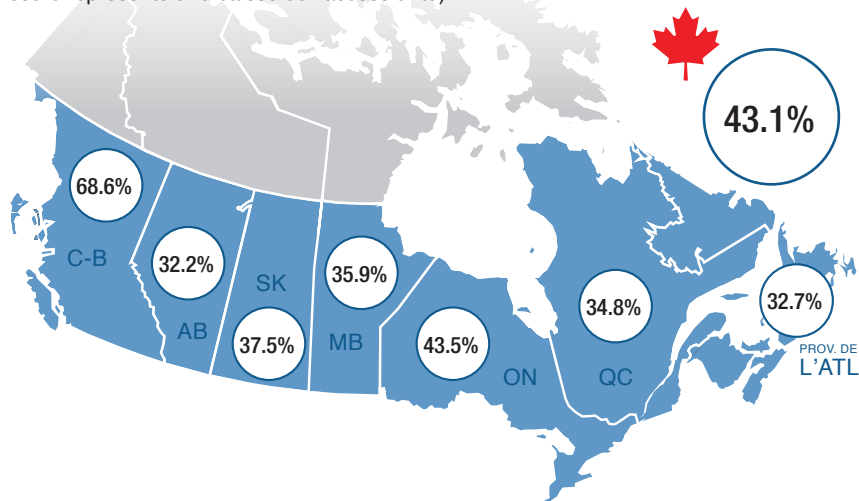 43.1%
68.6%
C-B
32.2%
AB
SK
37.5%
35.9%
MB
43.5%
ON
34.8%
QC
32.7%
PROV. DE
L'ATL